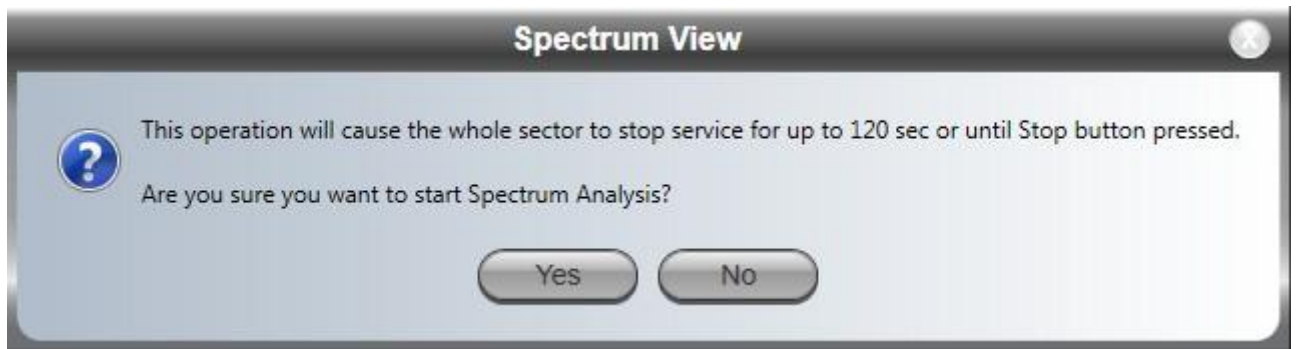 Spectrum View
X
This operation will cause the whole sector to stop service for up to 120 sec or until Stop button pressed.
?
Are you sure you want to start Spectrum Analysis?
Yes No